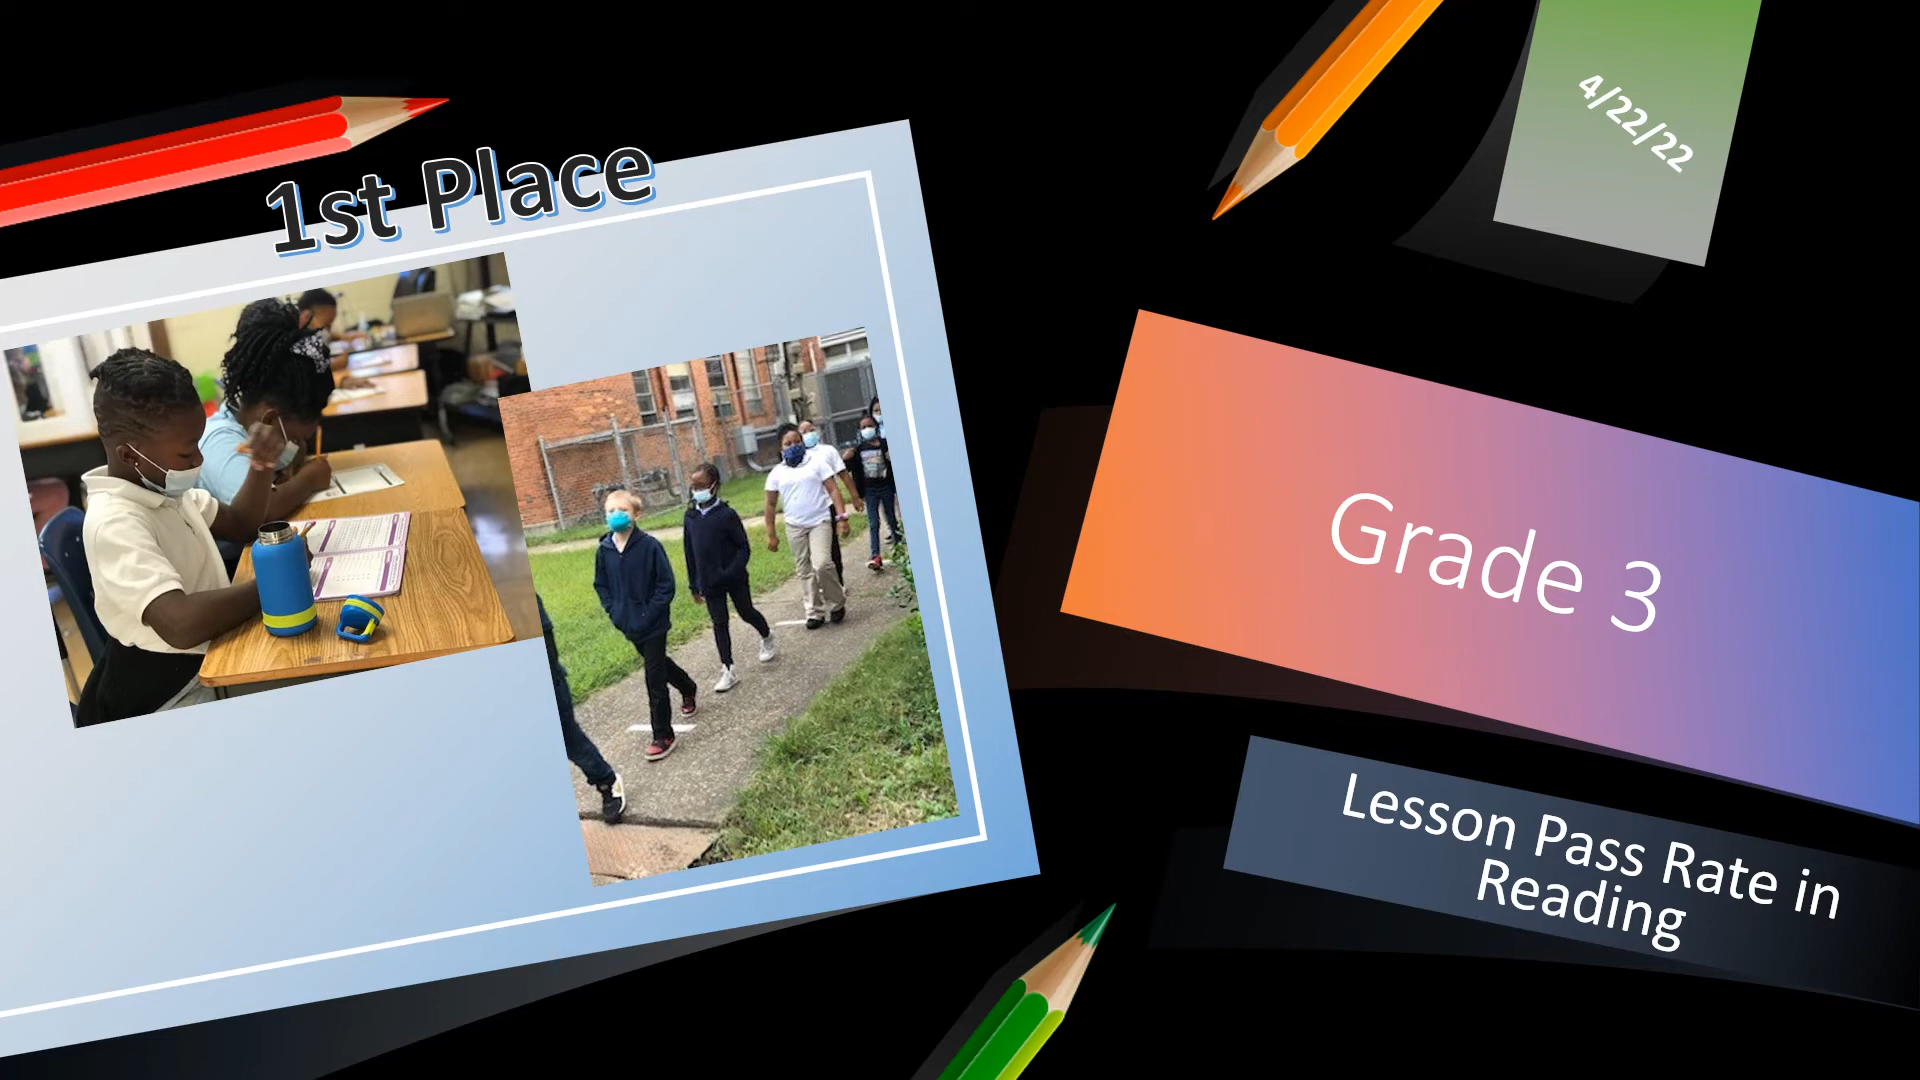 1st Place
4/22/22
Grade 3
Lesson Pass Rate in
Reading